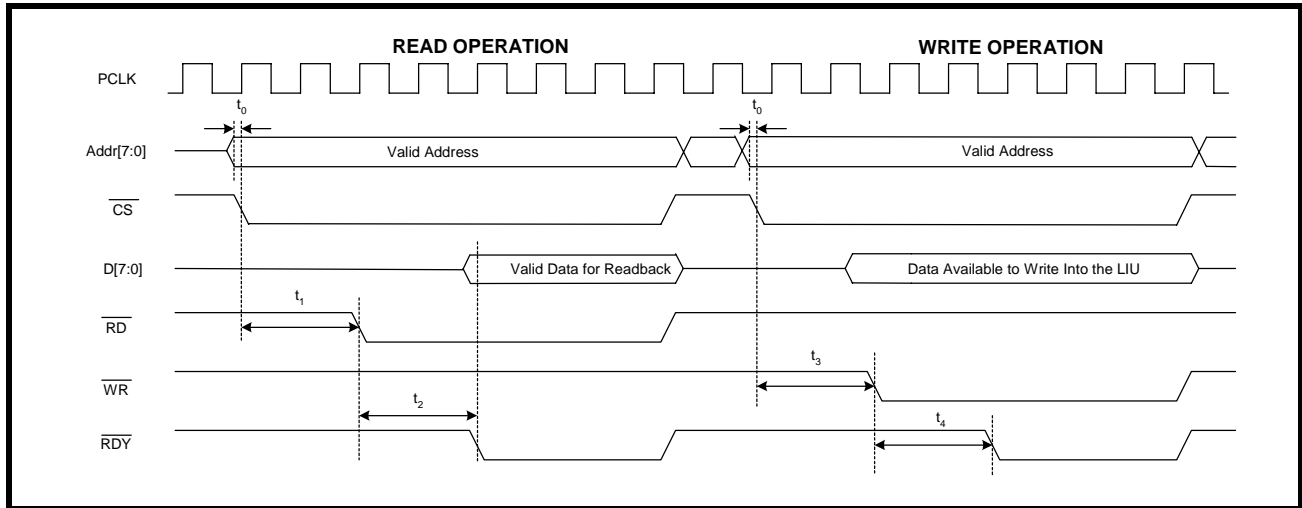 READ OPERATION WRITE OPERATION
PCLK
t0 t0
Addr[7:0] Valid Address Valid Address
CS
D[7:0] Valid Data for Readback Data Available to Write Into the LIU
t1
RD
t3
WR
t2 t4
RDY